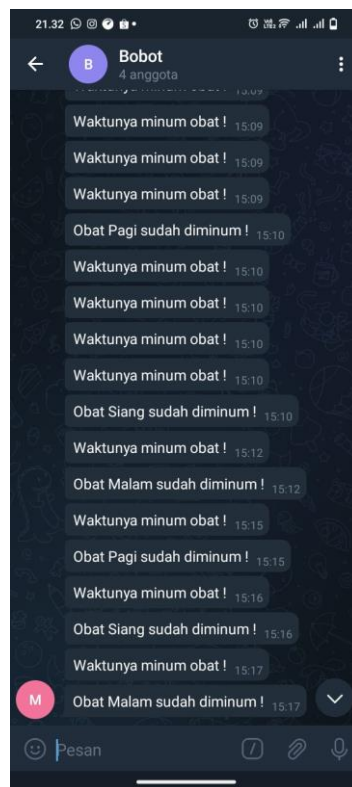 21.32
B
Bobot
4 anggota
15:09
Waktunya minum obat ! 15:09
Waktunya minum obat ! 15:09
Waktunya minum obat ! 15:09
Obat Pagi sudah diminum ! 15:10
Waktunya minum obat ! 15:10
Waktunya minum obat ! 15:10
Waktunya minum obat ! 15:10
Waktunya minum obat ! 15:10
Obat Siang sudah diminum ! 15:10
Waktunya minum obat ! 15:12
Obat Malam sudah diminum ! 15:12
Waktunya minum obat ! 15:15
Obat Pagi sudah diminum ! 15:15
Waktunya minum obat ! 15:16
Obat Siang sudah diminum ! 15:16
Waktunya minum obat ! 15:17
M
Obat Malam sudah diminum ! 15:17
Pesan